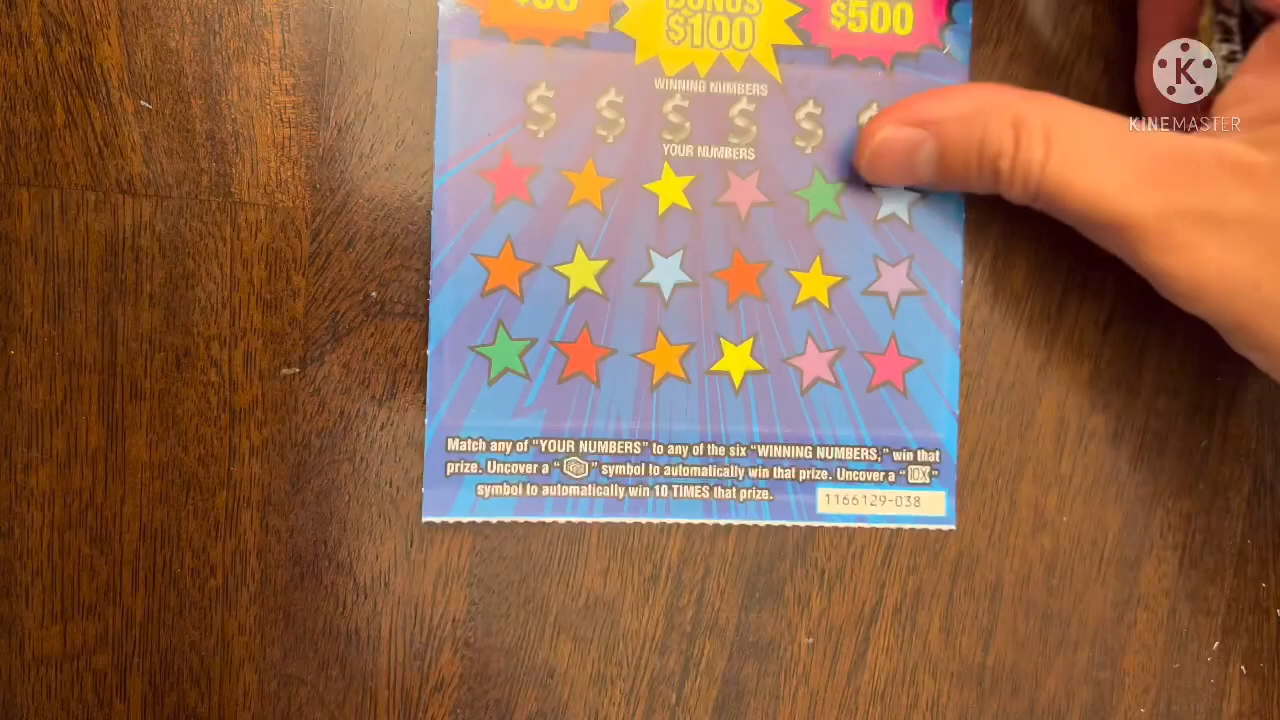 $50
BONUS
$100
$500
WINNING NUMBERS
$ $ $ $ $
YOUR NUMBERS
Match any of "YOUR NUMBERS" to any of the six "WINNING NUMBERS," win that
prize. Uncover a " " symbol to automatically win that prize. Uncover a "10X"
symbol to automatically win 10 TIMES that prize.
1166129-038
K
KINEMASTER